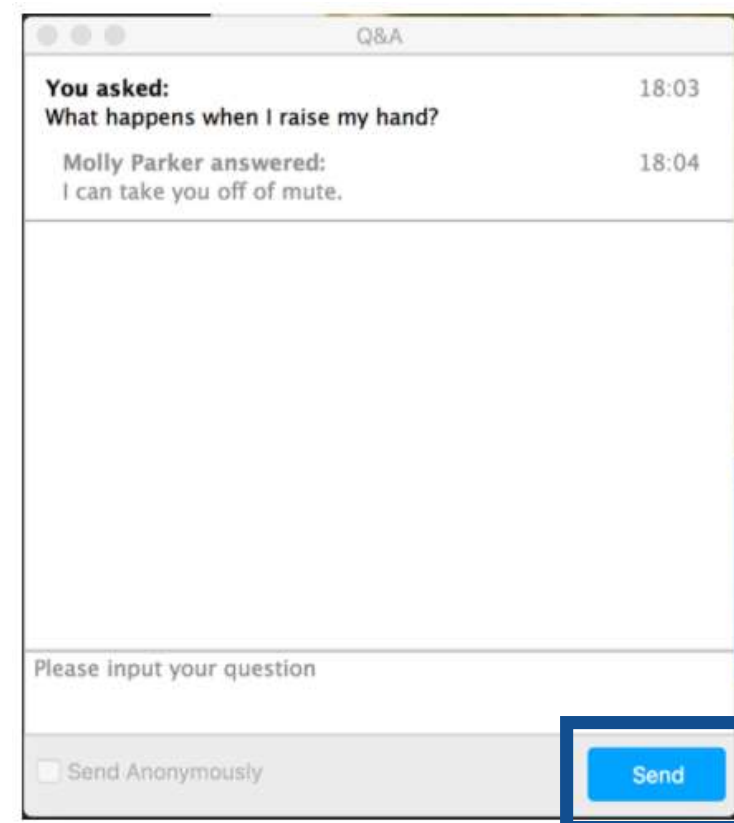 Q&A
You asked: 18:03
What happens when I raise my hand?
Molly Parker answered: 18:04
I can take you off of mute.
Please input your question
Send Anonymously
Send